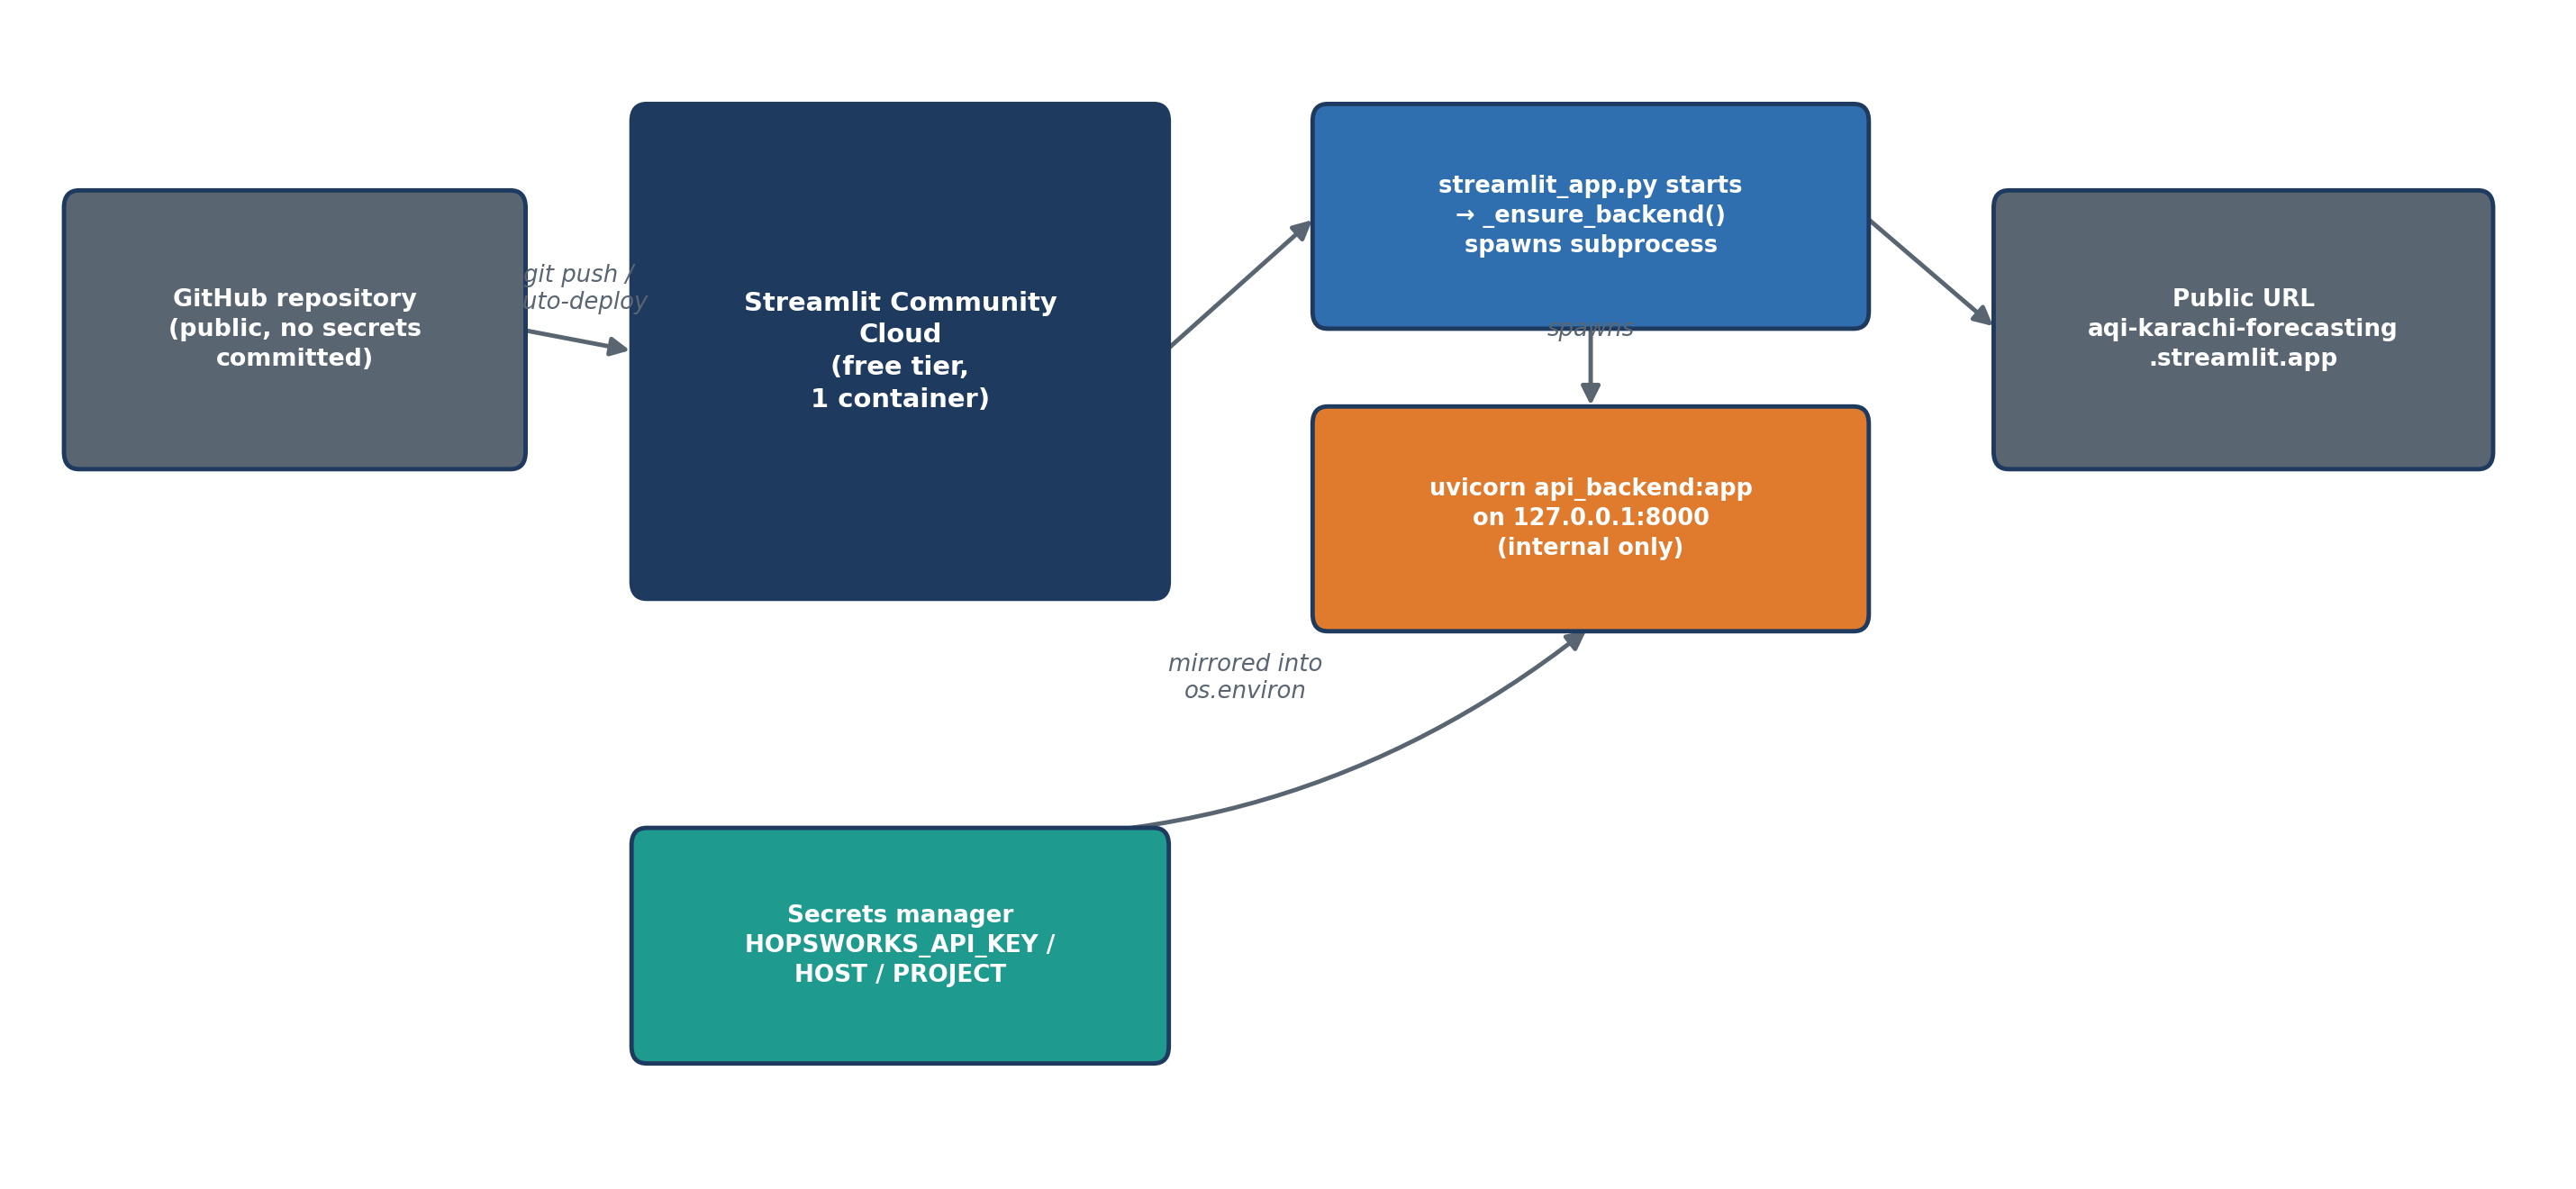 GitHub repository
(public, no secrets
committed)
git push /
uto-deploy
Streamlit Community
Cloud
(free tier,
1 container)
streamlit_app.py starts
→ _ensure_backend()
spawns subprocess
spawns
uvicorn api_backend:app
on 127.0.0.1:8000
(internal only)
Public URL
aqi-karachi-forecasting
.streamlit.app
mirrored into
os.environ
Secrets manager
HOPSWORKS_API_KEY /
HOST / PROJECT